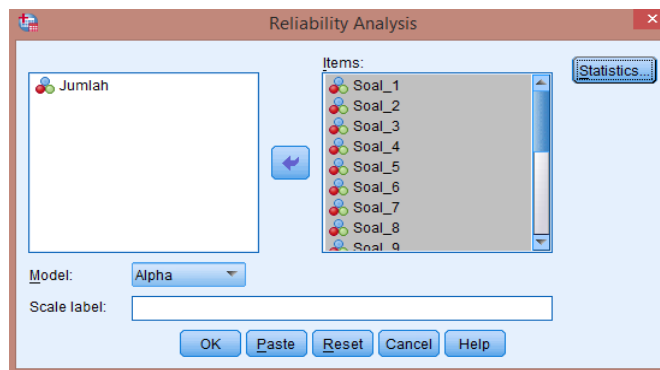 Reliability Analysis
Items:
Jumlah
Soal_1
Soal_2
Soal_3
Soal_4
Soal_5
Soal_6
Soal_7
Soal_8
Soal_9
Statistics...
Model: Alpha
Scale label:
OK Paste Reset Cancel Help